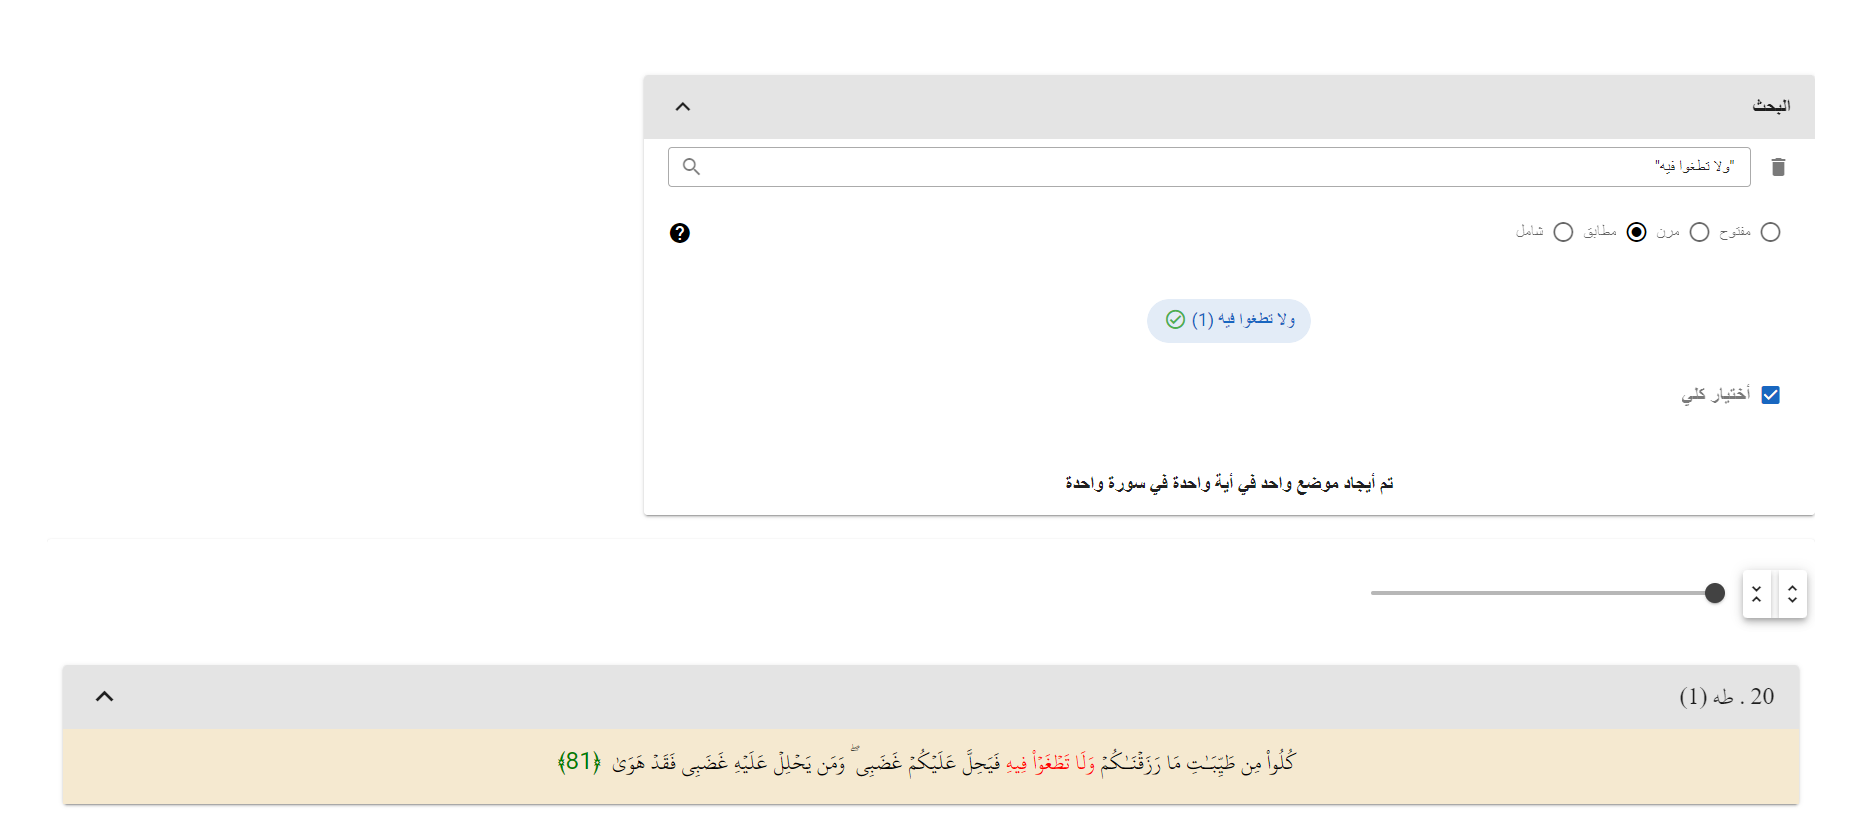 البحث
"ولا تطغوا فيه"
مفتوح مرن مطابق شامل
ولا تطغوا فيه (1)
أختيار كلي
تم أيجاد موضع واحد في أية واحدة في سورة واحدة
20 . طه (1)
كُلُوا۟ مِن طَيِّبَـٰتِ مَا رَزَقۡنَـٰكُمۡ وَلَا تَطۡغَوۡا۟ فِيهِ فَيَحِلَّ عَلَيۡكُمۡ غَضَبِیۖ وَمَن يَحۡلِلۡ عَلَيۡهِ غَضَبِی فَقَدۡ هَوَىٰ ﴿81﴾